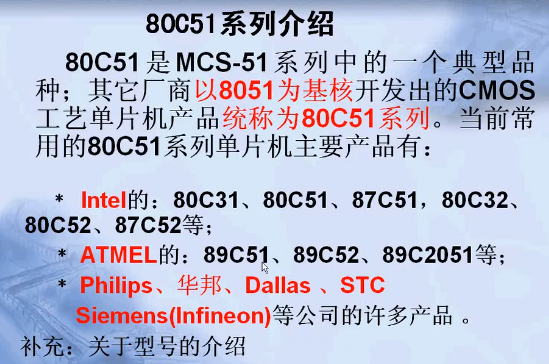 80C51系列介绍
80C51是MCS-51系列中的一个典型品
种；其它厂商以8051为基核开发出的CMOS
工艺单片机产品统称为80C51系列。当前常
用的80C51系列单片机主要产品有：
* Intel的：80C31、80C51、87C51，80C32、
80C52、87C52等；
* ATMEL的：89C51、89C52、89C2051等；
* Philips、华邦、Dallas 、STC
Siemens(Infineon)等公司的许多产品 。
补充：关于型号的介绍